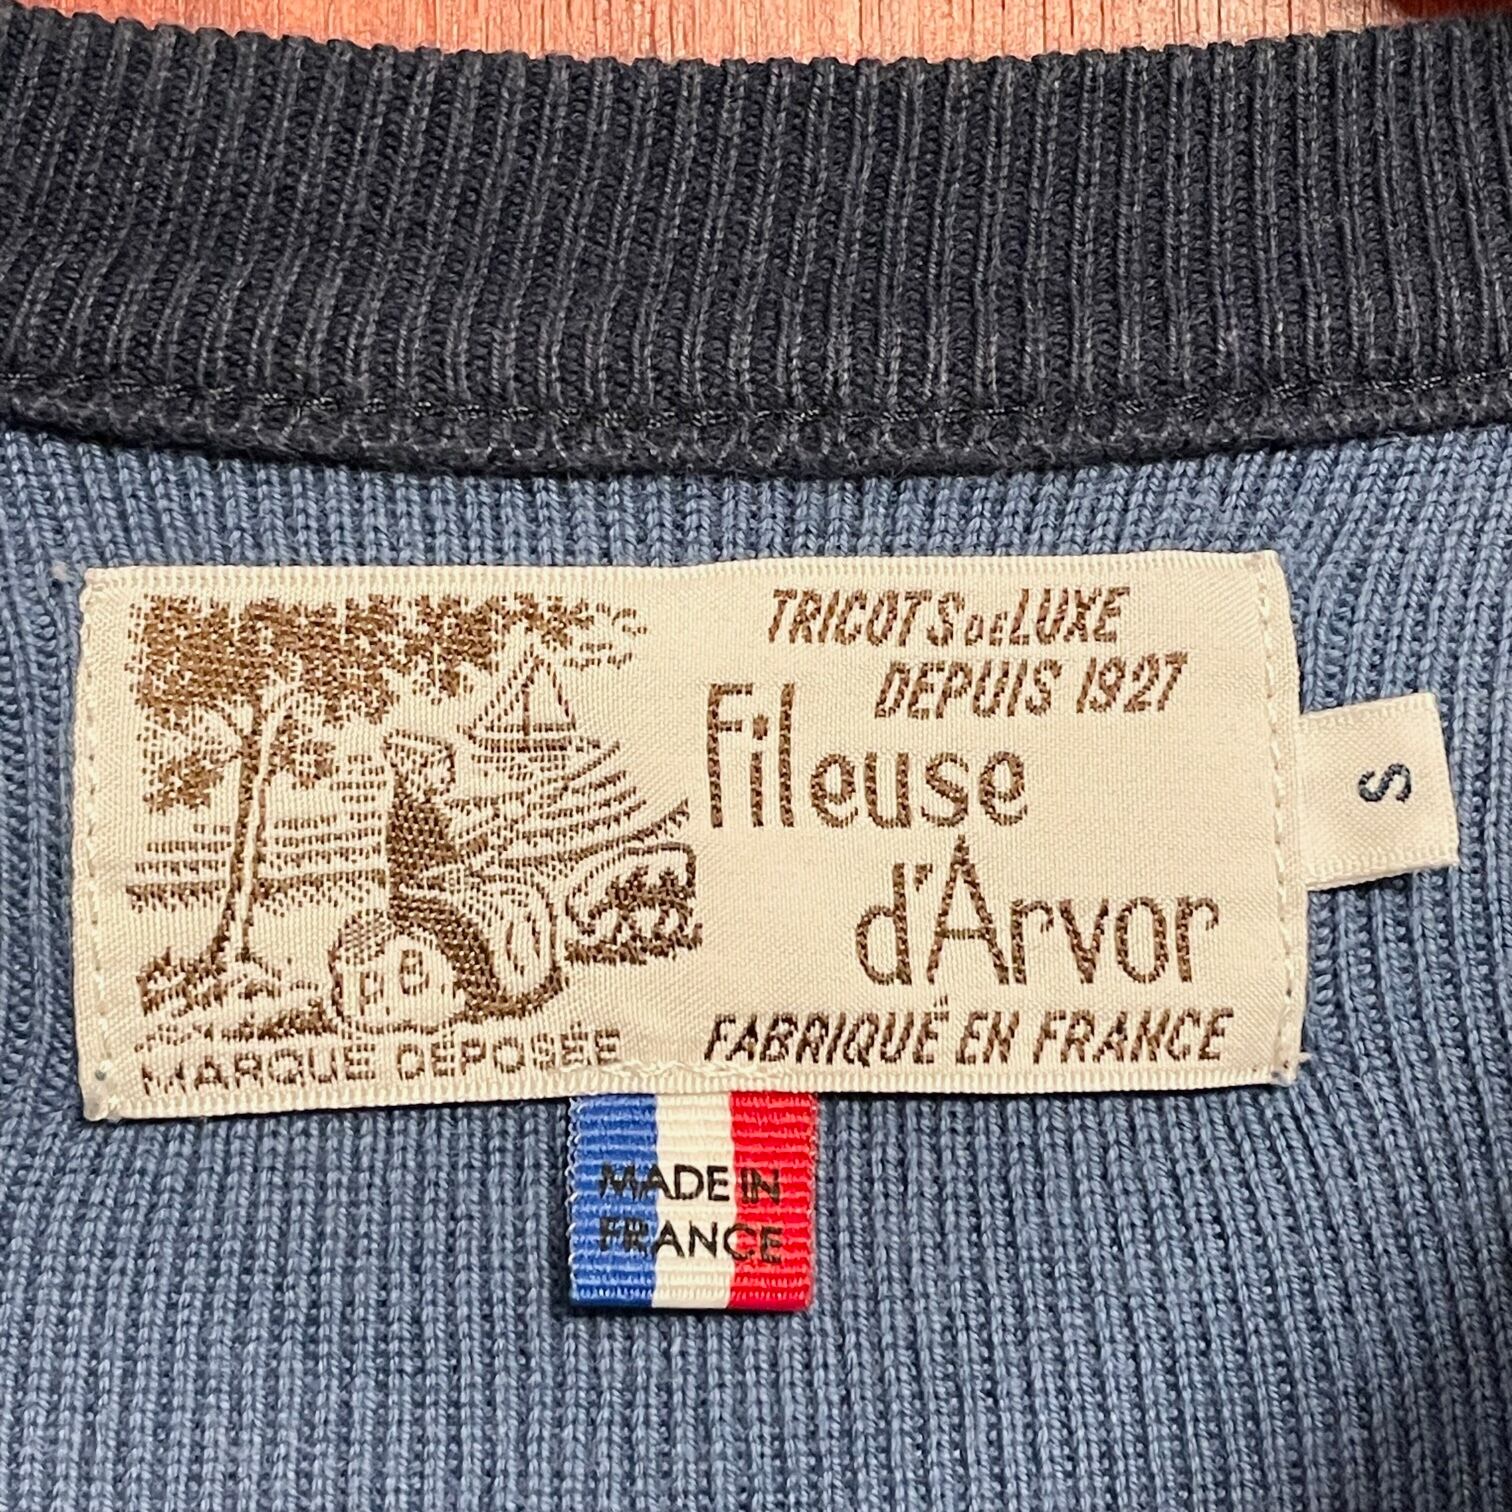 TRICOTS DE LUXE
DEPUIS 1927
Fileuse
d'Arvor
FABRIQUÉ EN FRANCE
MARQUE DÉPOSÉE
S
MADE IN
FRANCE